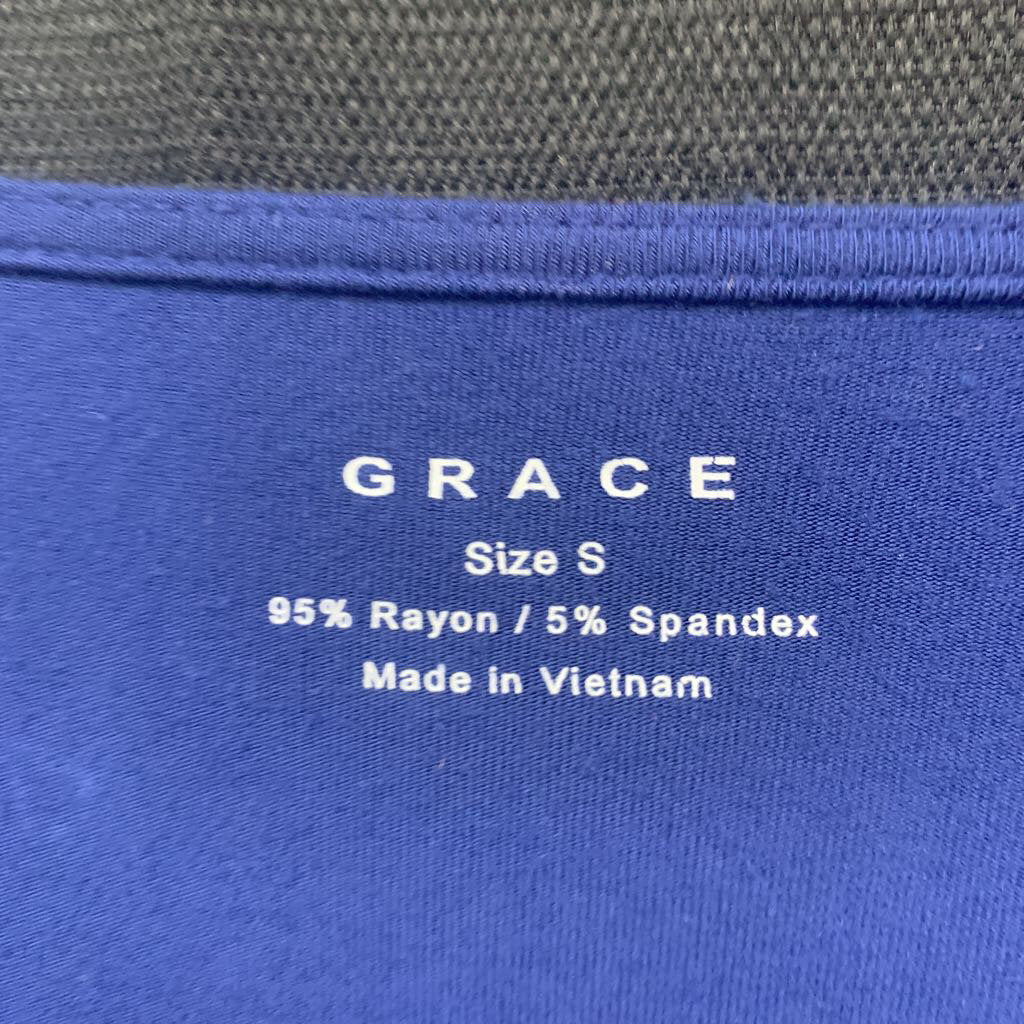 GRACE
Size S
95% Rayon / 5% Spandex
Made in Vietnam